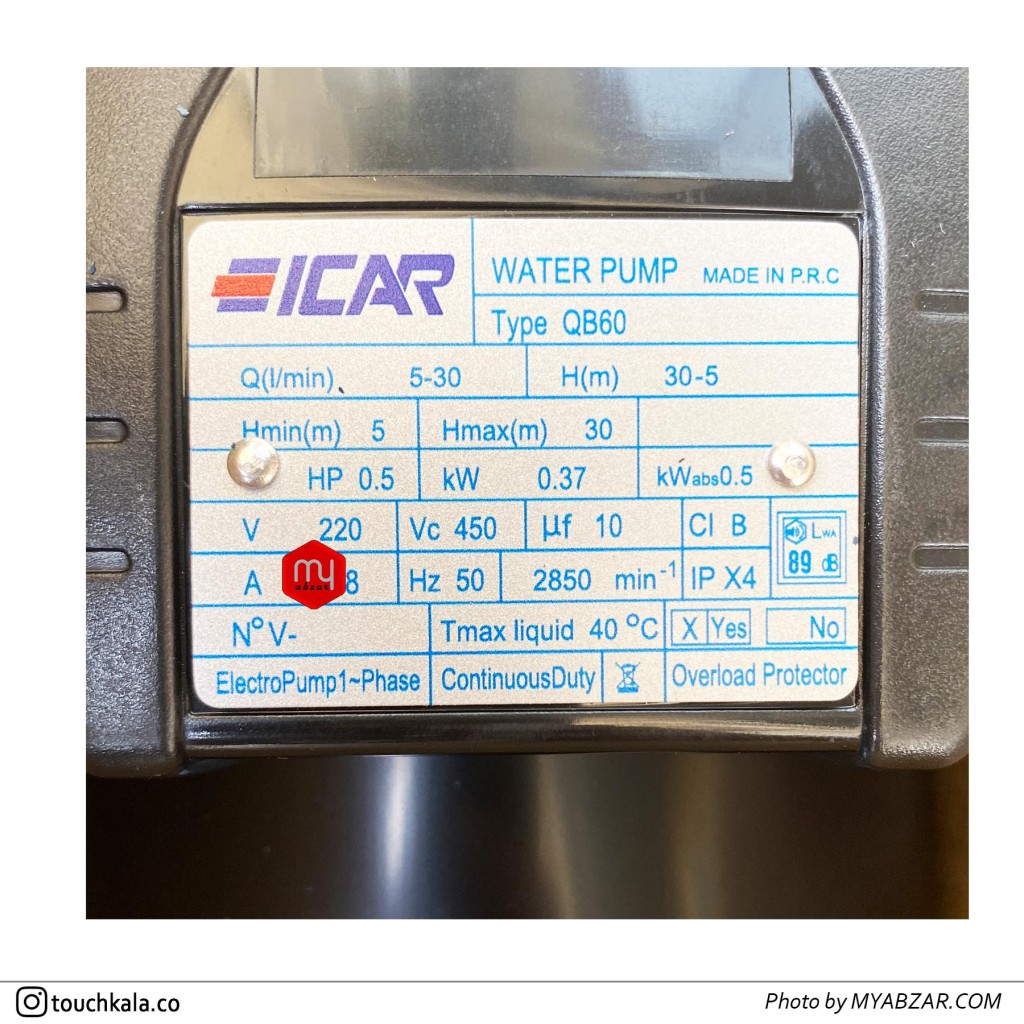 ICAR
WATER PUMP MADE IN P.R.C
Type QB60
Q(l/min) 5-30 H(m) 30-5
Hmin(m) 5 Hmax(m) 30
HP 0.5 kW 0.37 kWabs0.5
V 220 Vc 450 µf 10 Cl B
LWA
89 dB
A 8 Hz 50 2850 min⁻¹ IP X4
my
abzar
N° V- Tmax liquid 40 °C X Yes No
ElectroPump1~Phase ContinuousDuty Overload Protector
touchkala.co
Photo by MYABZAR.COM